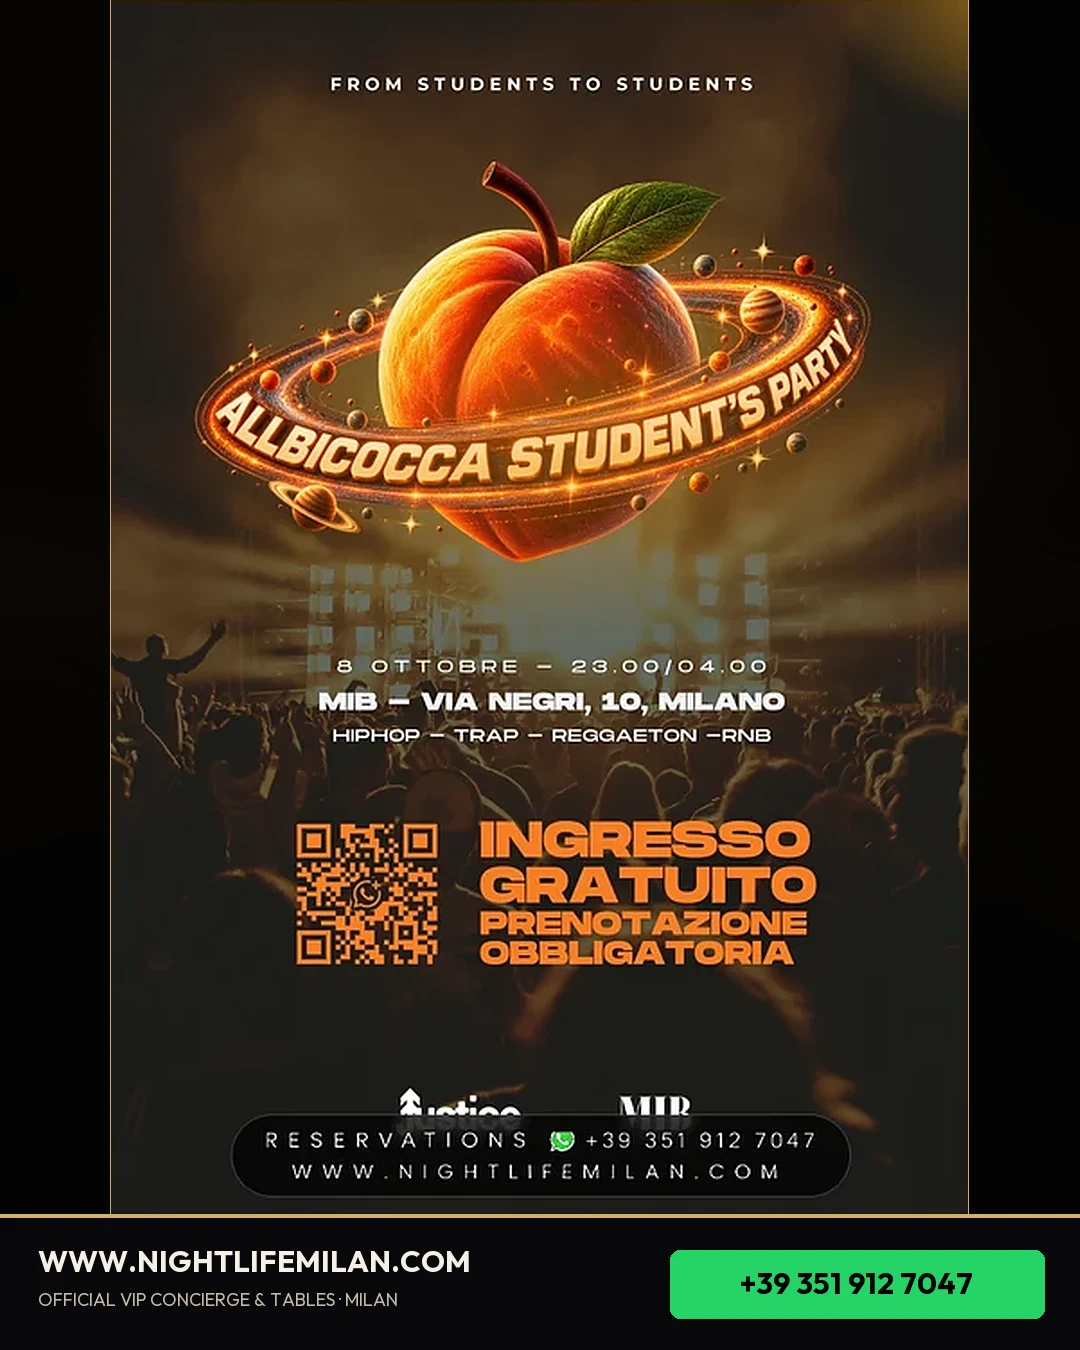 FROM STUDENTS TO STUDENTS
ALLBICOCCA STUDENT'S PARTY
8 OTTOBRE – 23.00/04.00
MIB – VIA NEGRI, 10, MILANO
HIPHOP – TRAP – REGGAETON –RNB
INGRESSO
GRATUITO
PRENOTAZIONE
OBBLIGATORIA
Justice MIB
RESERVATIONS +39 351 912 7047
WWW.NIGHTLIFEMILAN.COM
WWW.NIGHTLIFEMILAN.COM
OFFICIAL VIP CONCIERGE & TABLES · MILAN
+39 351 912 7047